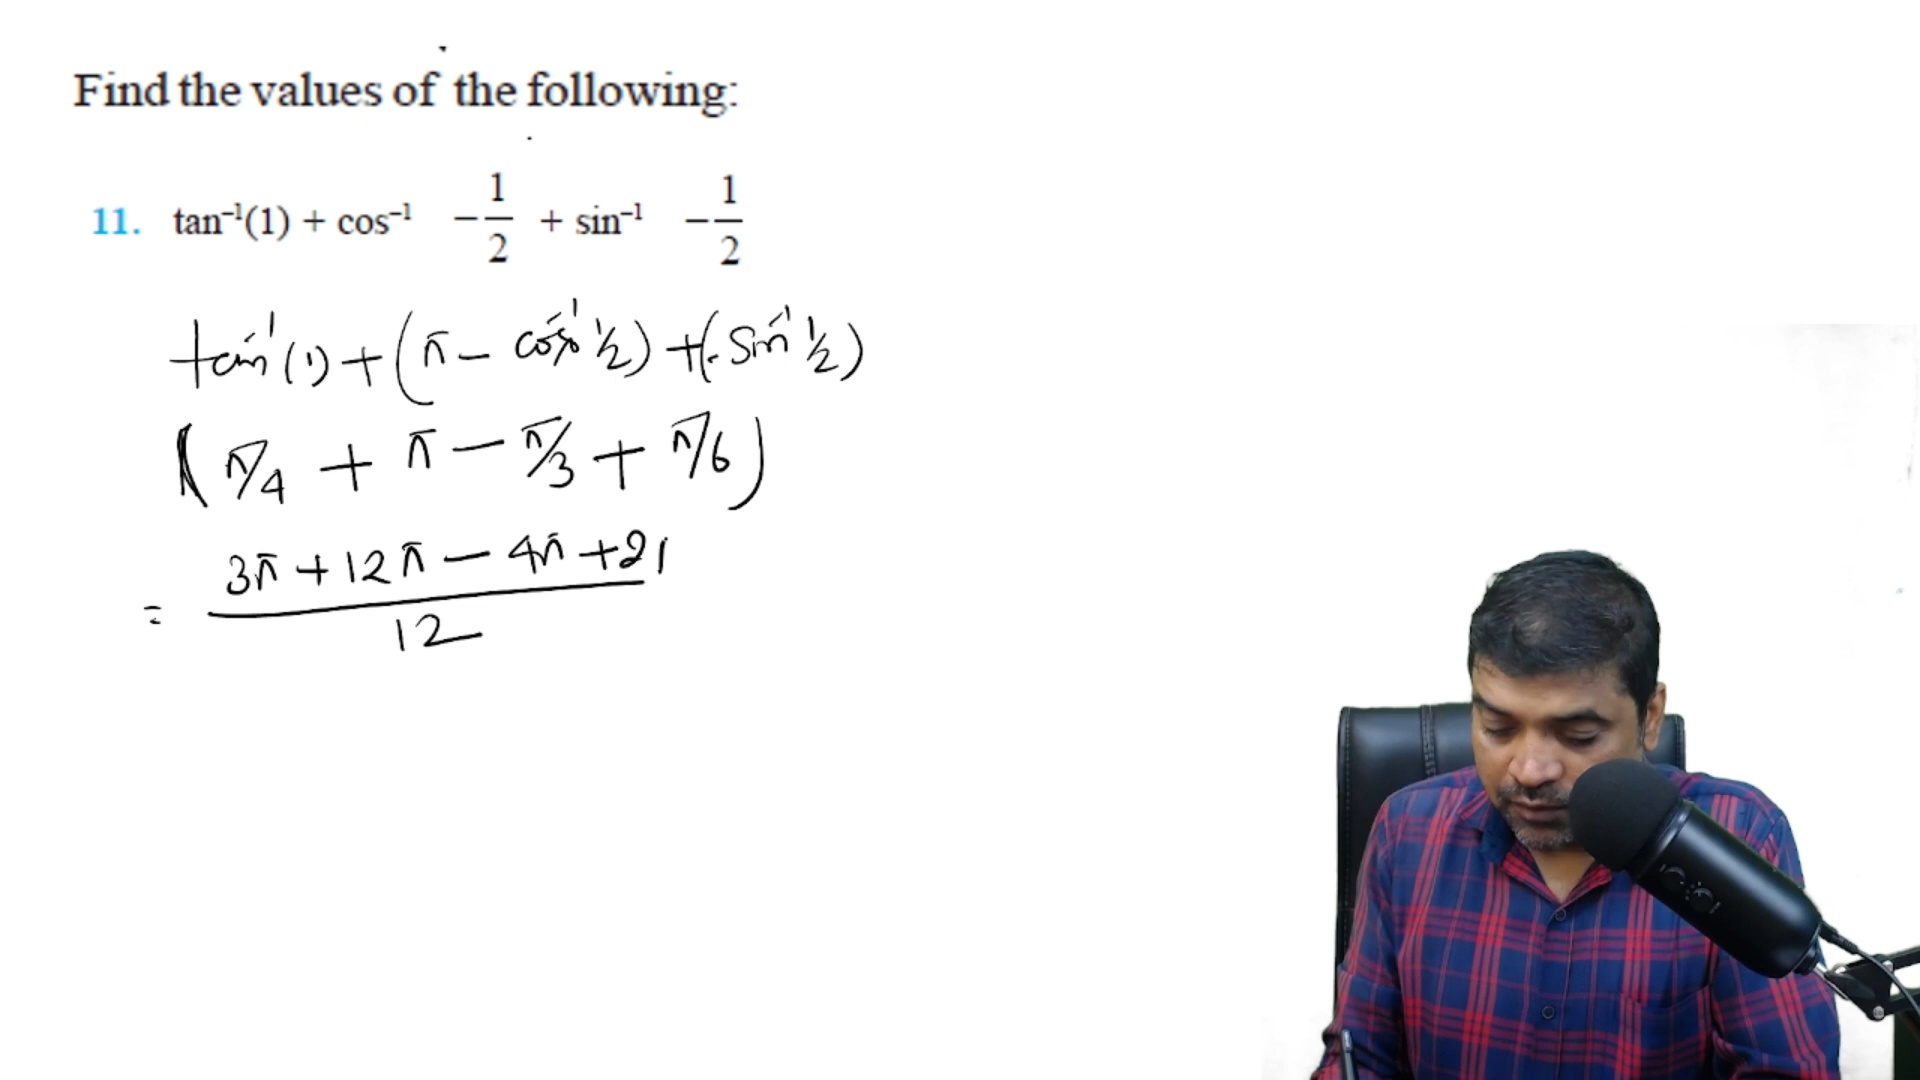 Find the values of the following:
11. tan⁻¹(1) + cos⁻¹ -1/2 + sin⁻¹ -1/2
tan⁻¹(1) + (π - cos⁻¹ 1/2) + (- sin⁻¹ 1/2)
(π/4 + π - π/3 + π/6)
= 3π + 12π - 4π + 21 / 12